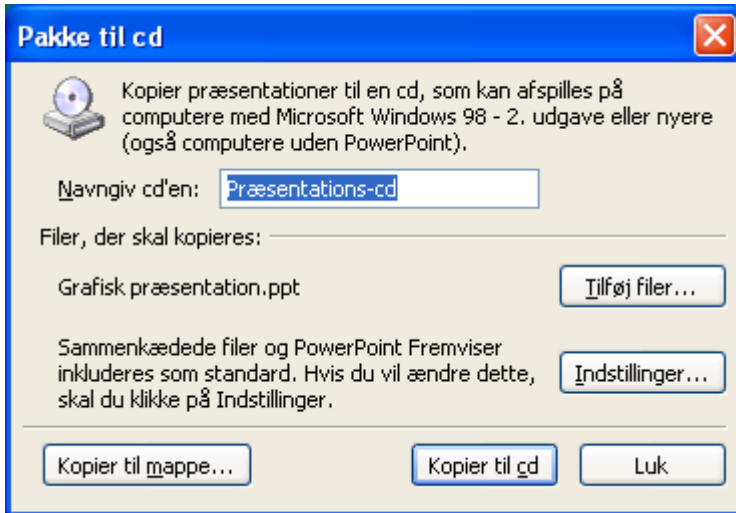 Pakke til cd
Kopier præsentationer til en cd, som kan afspilles på
computere med Microsoft Windows 98 - 2. udgave eller nyere
(også computere uden PowerPoint).
Navngiv cd'en: Præsentations-cd
Filer, der skal kopieres:
Grafisk præsentation.ppt
Tilføj filer...
Sammenkædede filer og PowerPoint Fremviser
inkluderes som standard. Hvis du vil ændre dette,
skal du klikke på Indstillinger.
Indstillinger...
Kopier til mappe... Kopier til cd Luk